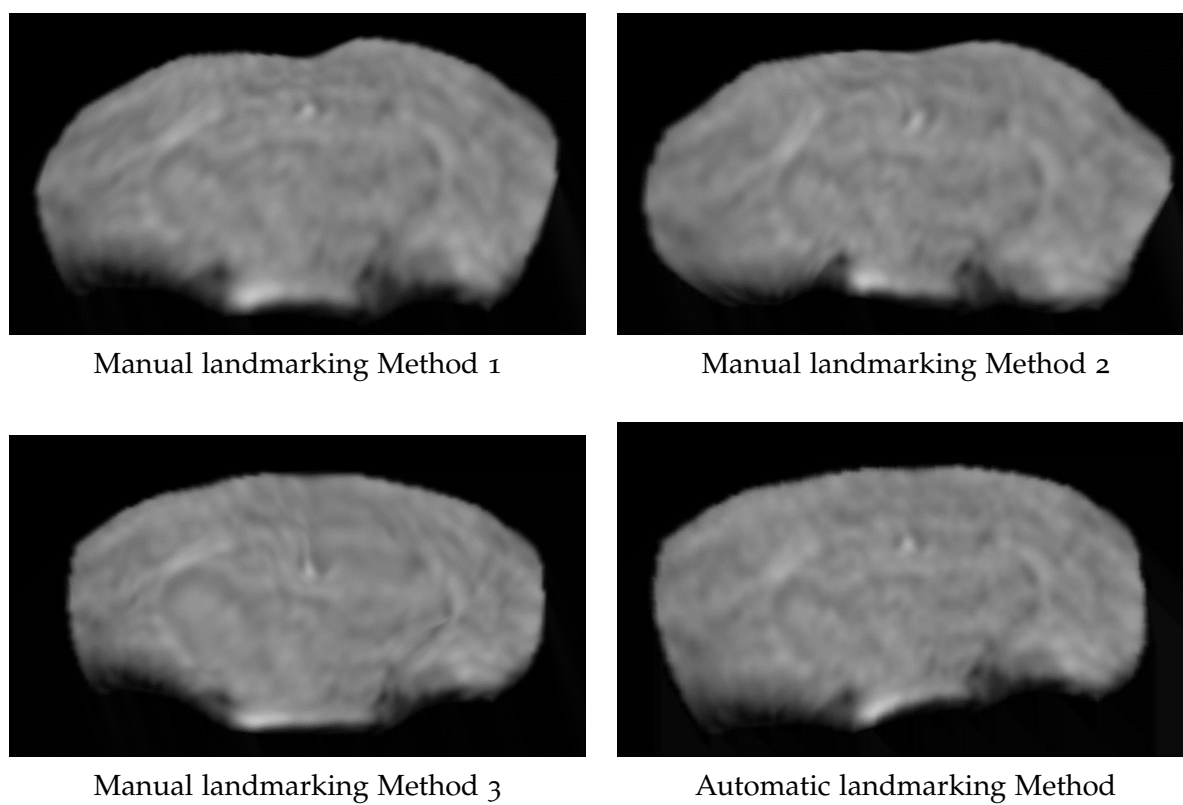 Manual landmarking Method 1
Manual landmarking Method 2
Manual landmarking Method 3
Automatic landmarking Method